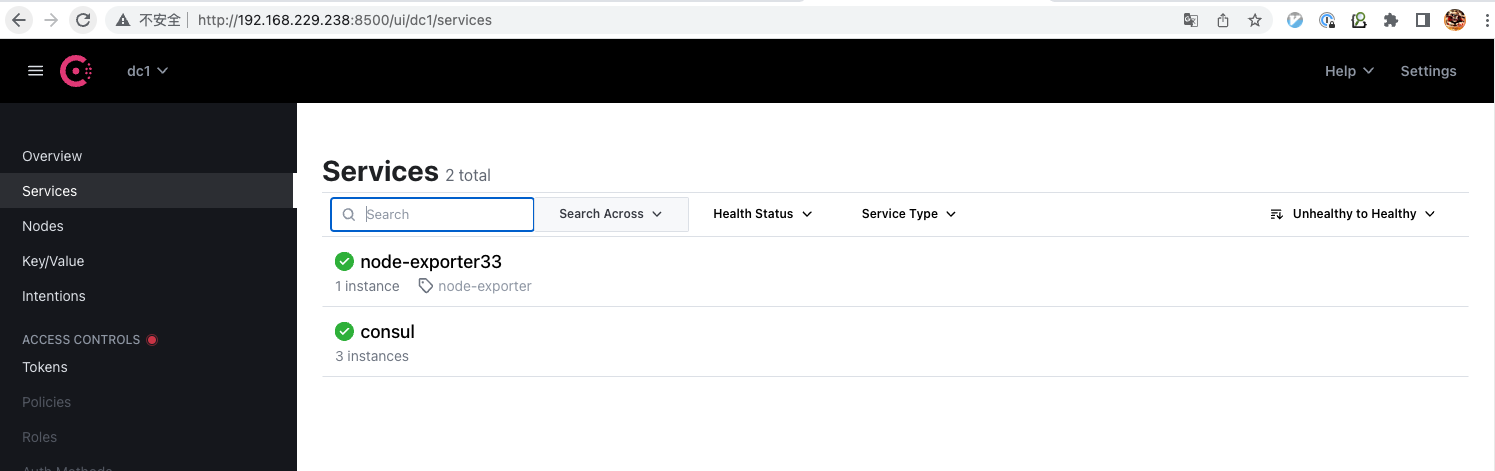 不安全 http://192.168.229.238:8500/ui/dc1/services
dc1 Help Settings
Overview
Services
Nodes
Key/Value
Intentions
ACCESS CONTROLS
Tokens
Policies
Roles
Auth Methods
Services 2 total
Search Search Across Health Status Service Type Unhealthy to Healthy
node-exporter33
1 instance node-exporter
consul
3 instances